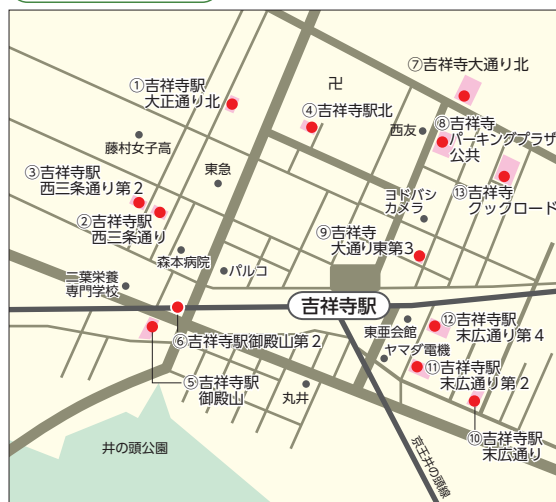 ①吉祥寺駅
大正通り北
卍
④吉祥寺駅北
⑦吉祥寺大通り北
西友
⑧吉祥寺
パーキングプラザ
公共
藤村女子高
③吉祥寺駅
西三条通り第2
東急
ヨドバシ
カメラ
⑬吉祥寺
クックロード
②吉祥寺駅
西三条通り
⑨吉祥寺
大通り東第3
森本病院
パルコ
二葉栄養
専門学校
吉祥寺駅
⑥吉祥寺駅御殿山第2
東亜会館
⑫吉祥寺駅
末広通り第4
ヤマダ電機
⑤吉祥寺駅
御殿山
丸井
⑪吉祥寺駅
末広通り第2
⑩吉祥寺駅
末広通り
井の頭公園
京王井の頭線